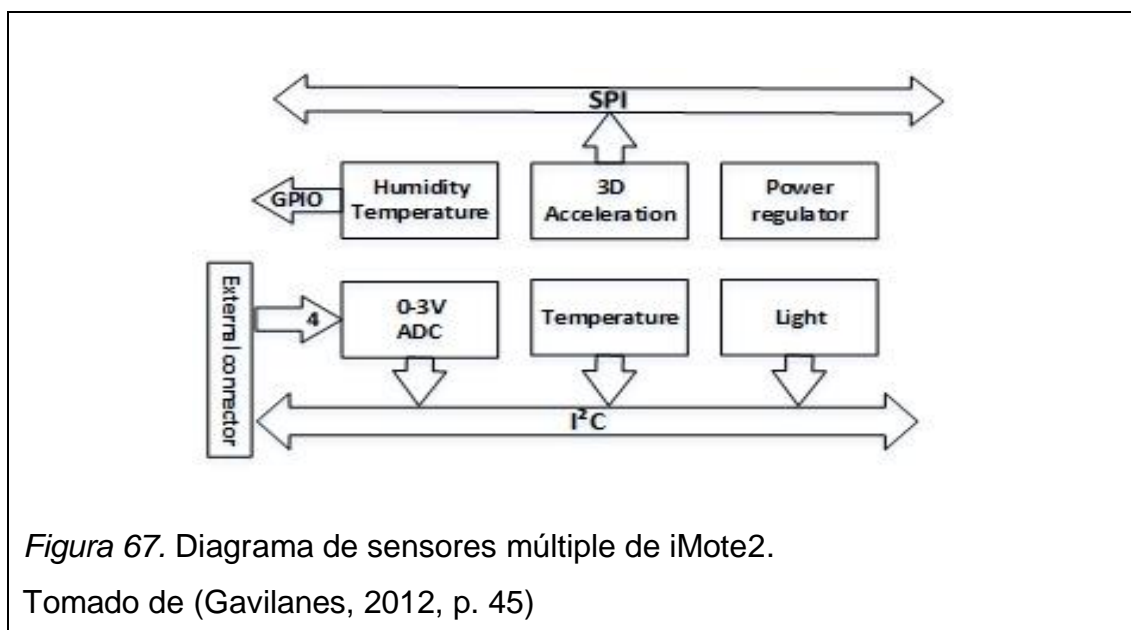 SPI
GPIO
Humidity
Temperature
3D
Acceleration
Power
regulator
External connector
4
0-3V
ADC
Temperature
Light
I²C
Figura 67. Diagrama de sensores múltiple de iMote2.
Tomado de (Gavilanes, 2012, p. 45)